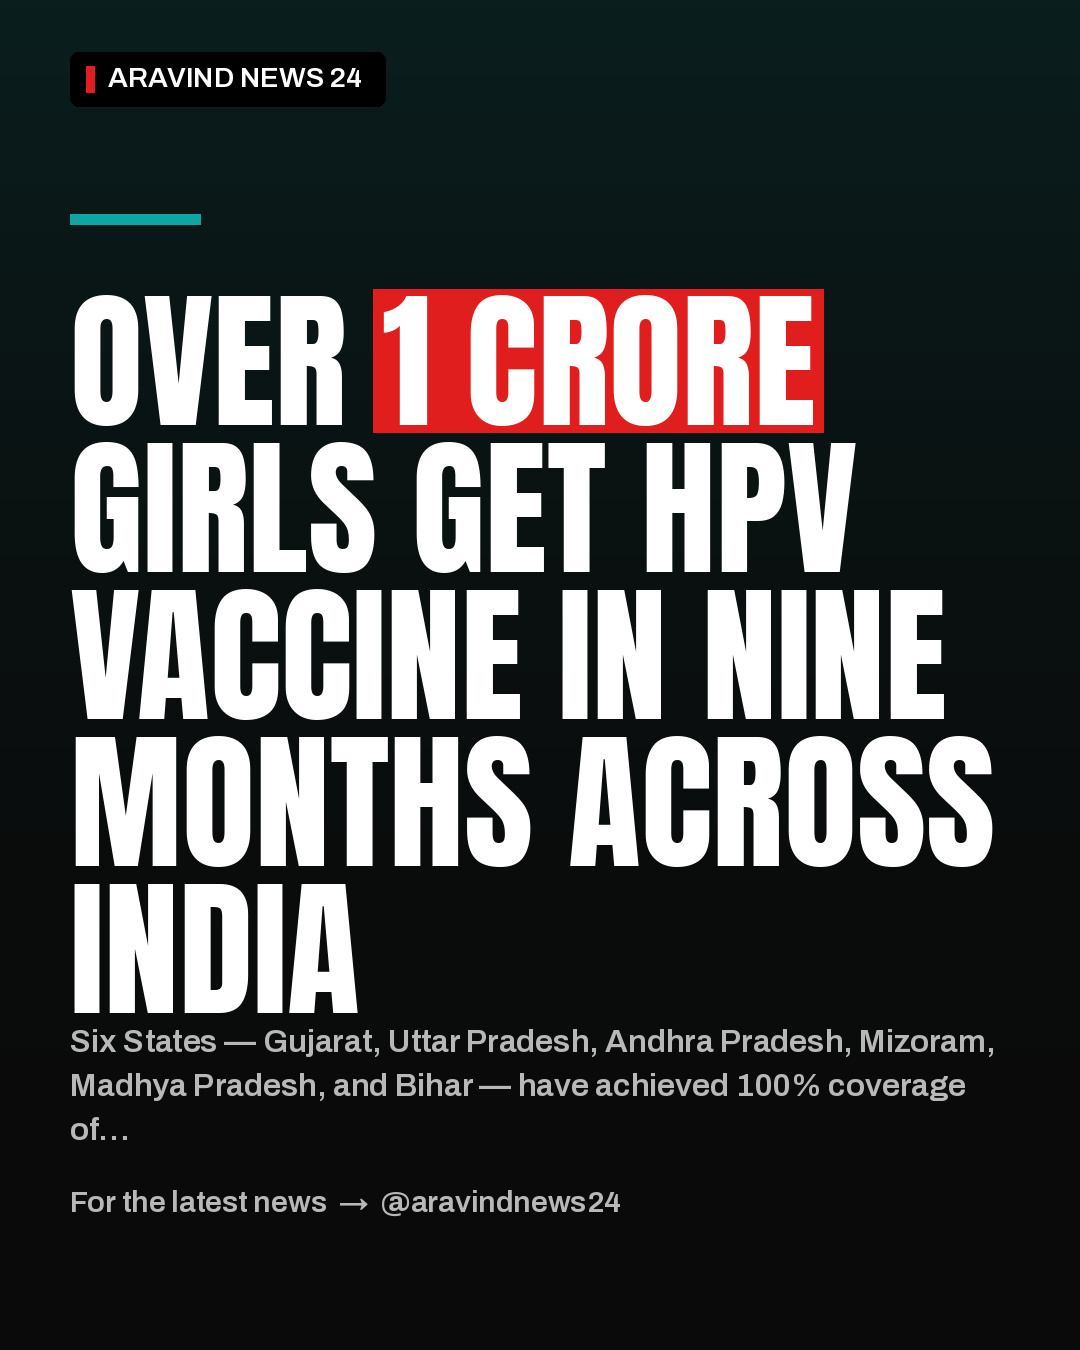 ARAVIND NEWS 24
OVER 1 CRORE
GIRLS GET HPV
VACCINE IN NINE
MONTHS ACROSS
INDIA
Six States — Gujarat, Uttar Pradesh, Andhra Pradesh, Mizoram,
Madhya Pradesh, and Bihar — have achieved 100% coverage
of...
For the latest news → @aravindnews24